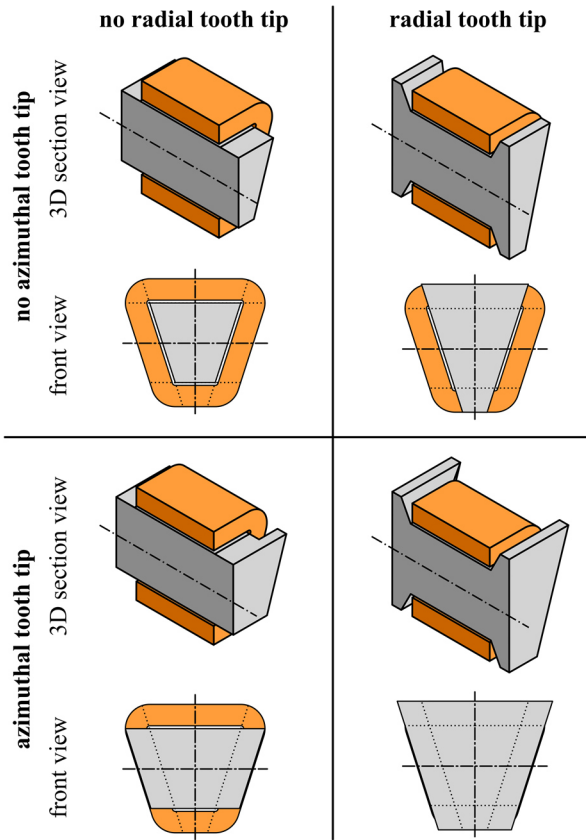 no radial tooth tip
radial tooth tip
no azimuthal tooth tip
3D section view
front view
azimuthal tooth tip
3D section view
front view